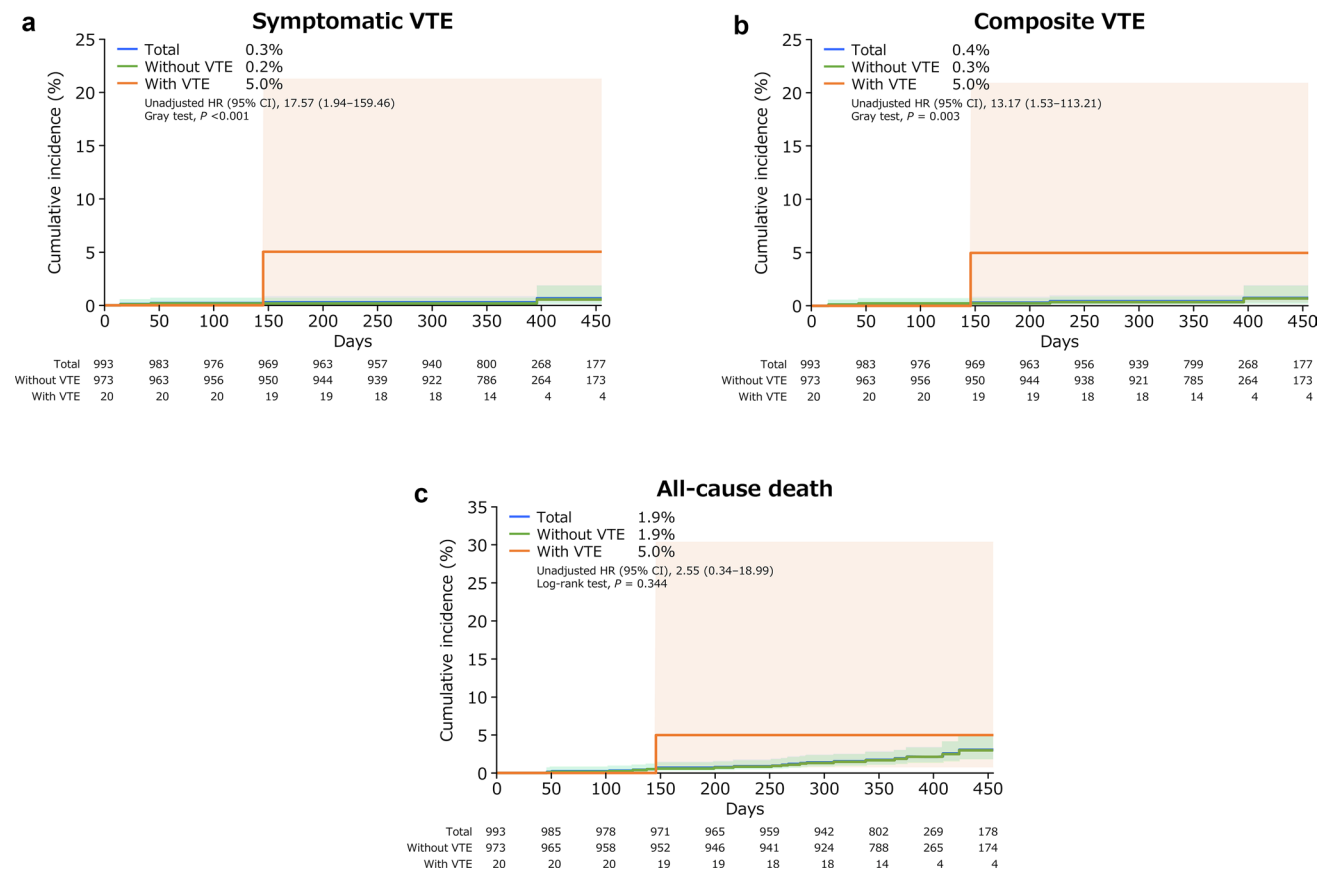 a
Symptomatic VTE
Cumulative incidence (%)
25
20
15
10
5
0
Total 0.3%
Without VTE 0.2%
With VTE 5.0%
Unadjusted HR (95% CI), 17.57 (1.94–159.46)
Gray test, P <0.001
0 50 100 150 200 250 300 350 400 450
Days
Total 993 983 976 969 963 957 940 800 268 177
Without VTE 973 963 956 950 944 939 922 786 264 173
With VTE 20 20 20 19 19 18 18 14 4 4
b
Composite VTE
Cumulative incidence (%)
25
20
15
10
5
0
Total 0.4%
Without VTE 0.3%
With VTE 5.0%
Unadjusted HR (95% CI), 13.17 (1.53–113.21)
Gray test, P = 0.003
0 50 100 150 200 250 300 350 400 450
Days
Total 993 983 976 969 963 956 939 799 268 177
Without VTE 973 963 956 950 944 938 921 785 264 173
With VTE 20 20 20 19 19 18 18 14 4 4
c
All-cause death
Cumulative incidence (%)
35
30
25
20
15
10
5
0
Total 1.9%
Without VTE 1.9%
With VTE 5.0%
Unadjusted HR (95% CI), 2.55 (0.34–18.99)
Log-rank test, P = 0.344
0 50 100 150 200 250 300 350 400 450
Days
Total 993 985 978 971 965 959 942 802 269 178
Without VTE 973 965 958 952 946 941 924 788 265 174
With VTE 20 20 20 19 19 18 18 14 4 4